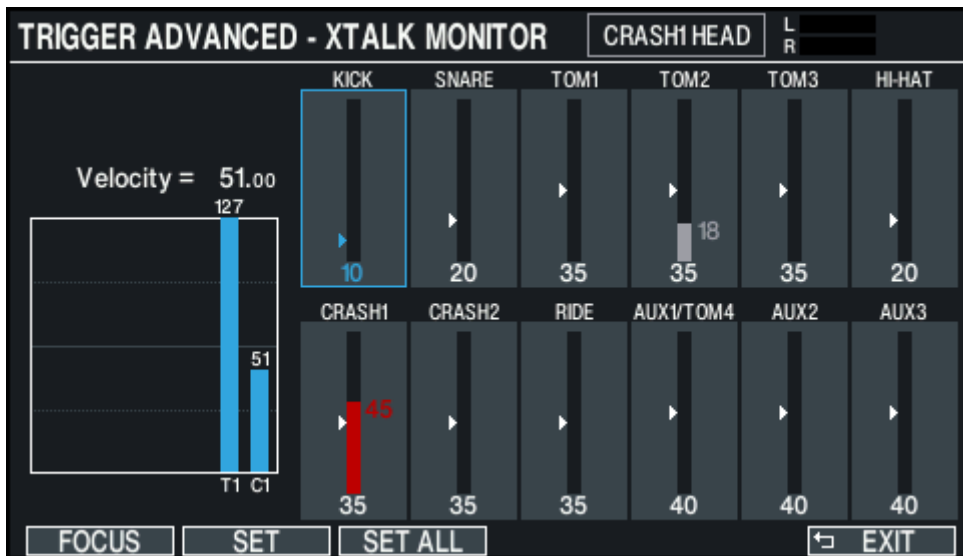 TRIGGER ADVANCED - XTALK MONITOR CRASH1 HEAD L R
KICK SNARE TOM1 TOM2 TOM3 HI-HAT
Velocity = 51.00
127
18
10 20 35 35 35 20
CRASH1 CRASH2 RIDE AUX1/TOM4 AUX2 AUX3
51
45
T1 C1
35 35 35 40 40 40
FOCUS SET SET ALL EXIT